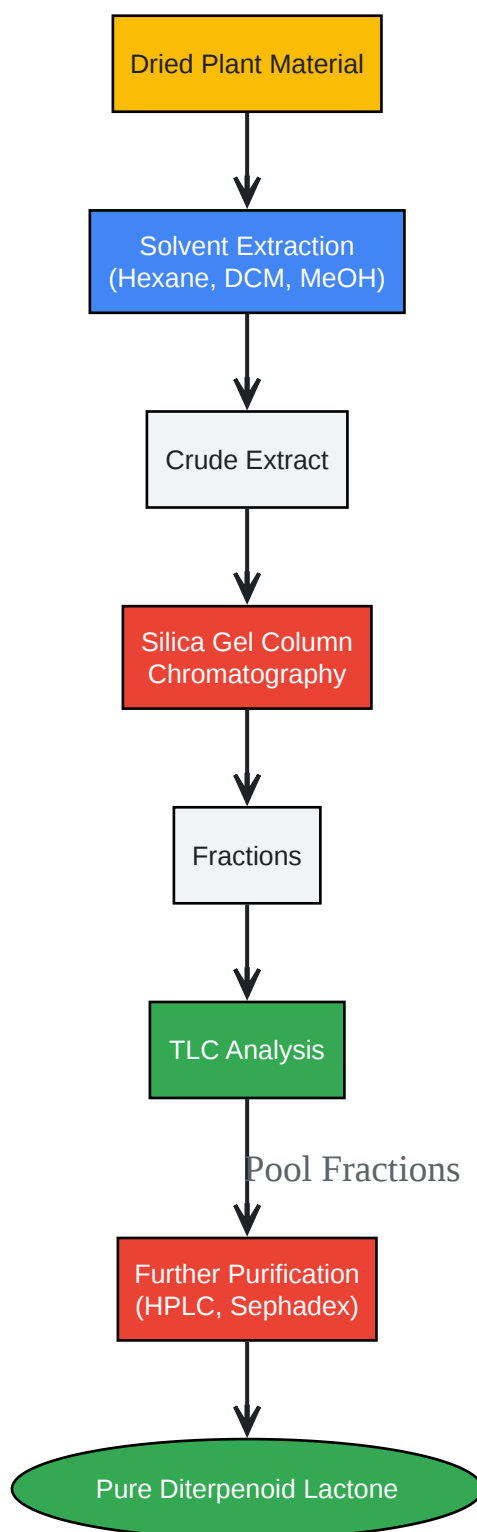 Dried Plant Material
Solvent Extraction
(Hexane, DCM, MeOH)
Crude Extract
Silica Gel Column
Chromatography
Fractions
TLC Analysis
Pool Fractions
Further Purification
(HPLC, Sephadex)
Pure Diterpenoid Lactone